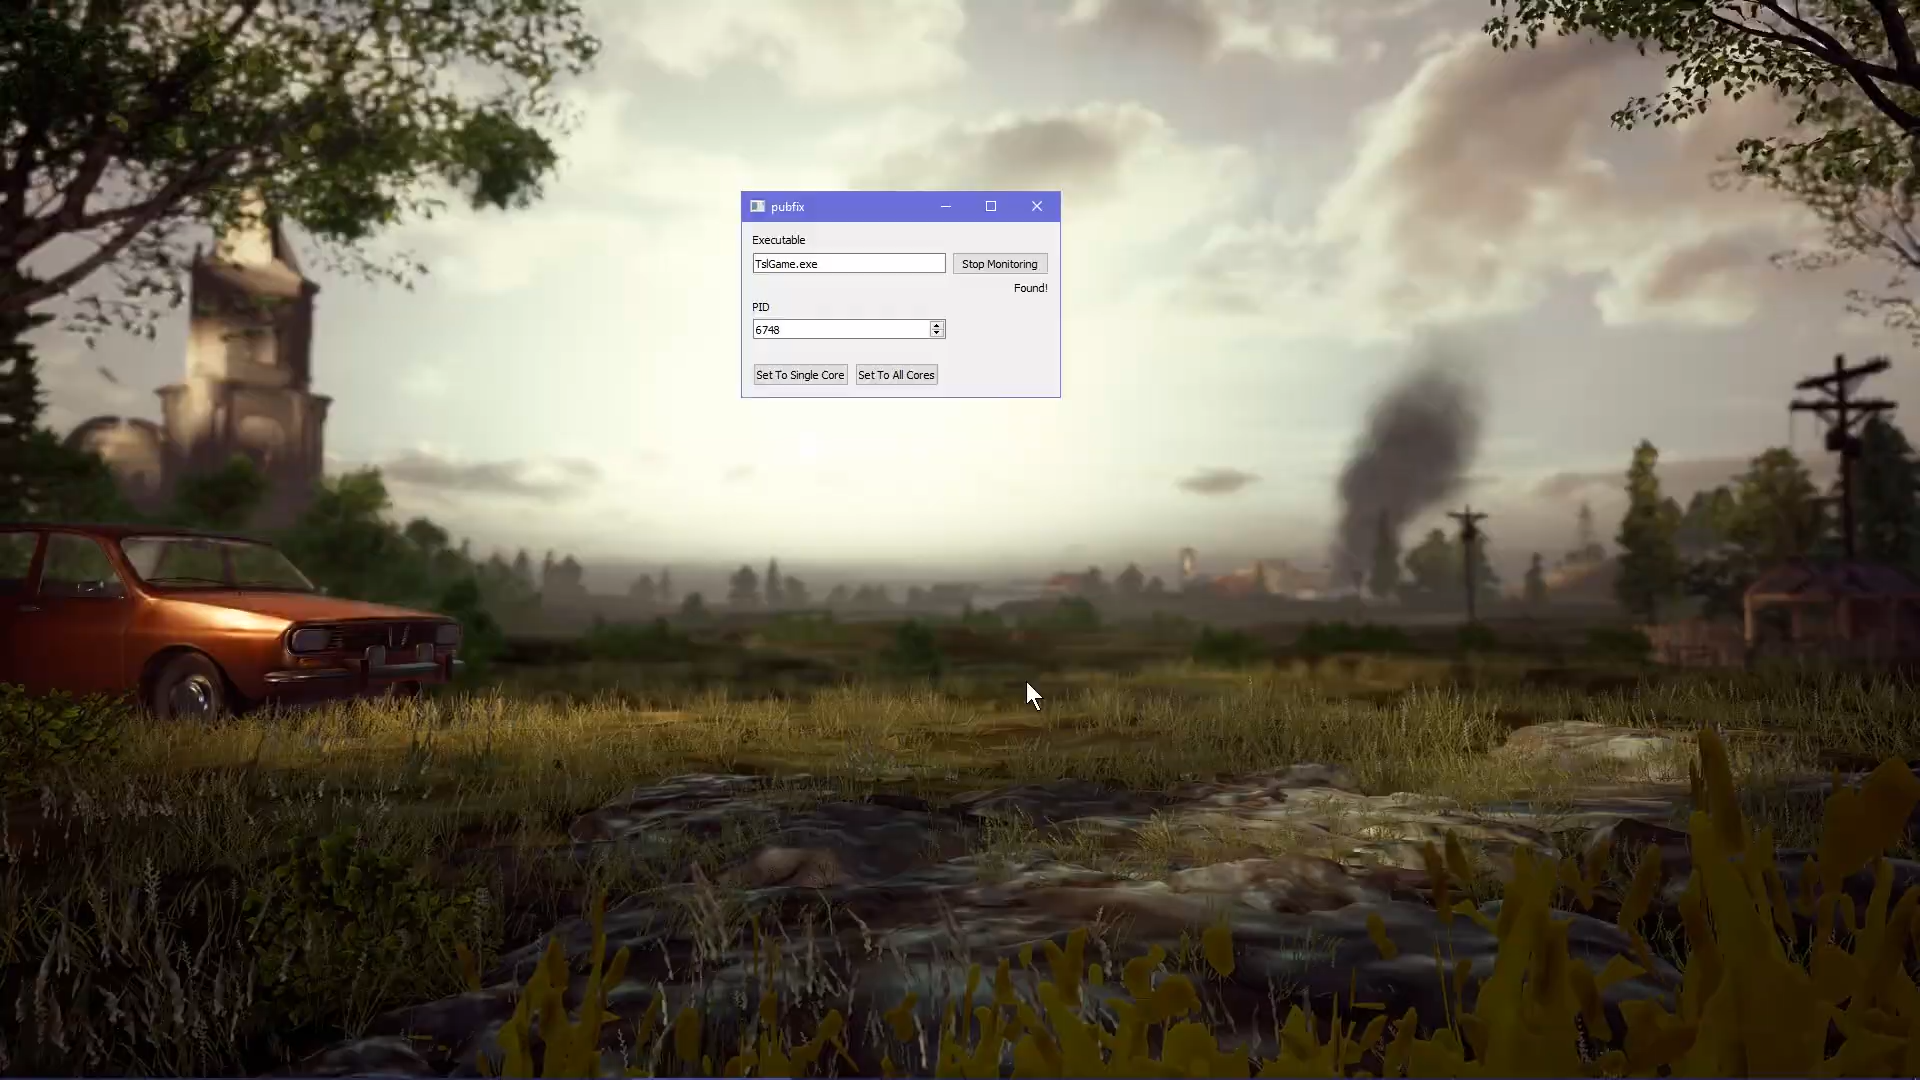 pubfix
Executable
TslGame.exe
Stop Monitoring
Found!
PID
6748
Set To Single Core
Set To All Cores